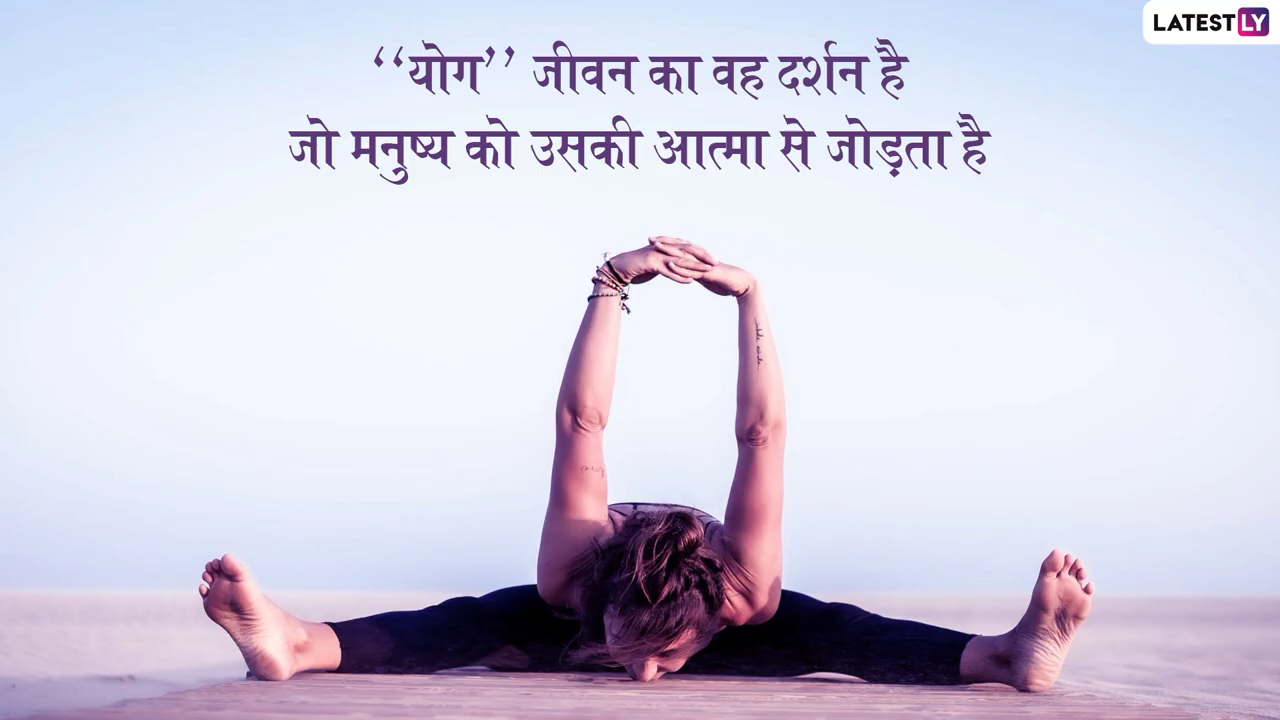 LATESTLY
‘‘योग’’ जीवन का वह दर्शन है
जो मनुष्य को उसकी आत्मा से जोड़ता है